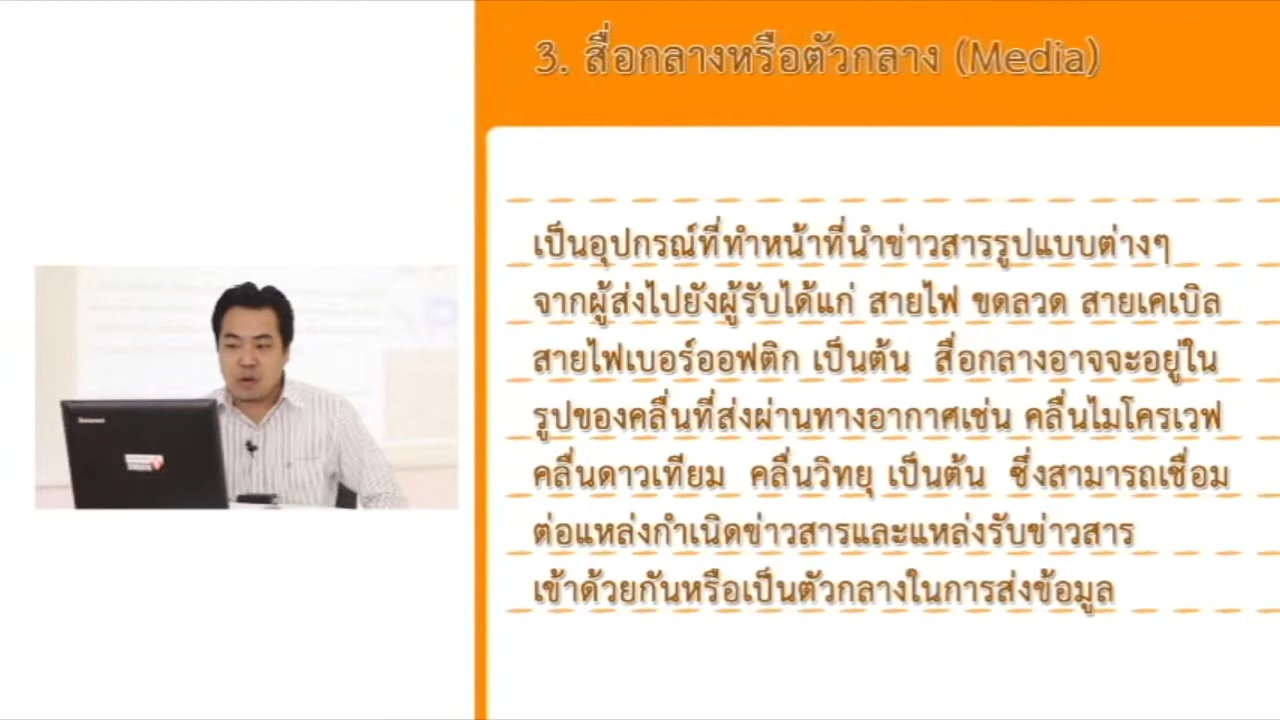 3. สื่อกลางหรือตัวกลาง (Media)
เป็นอุปกรณ์ที่ทำหน้าที่นำข่าวสารรูปแบบต่างๆ
จากผู้ส่งไปยังผู้รับได้แก่ สายไฟ ขดลวด สายเคเบิล
สายไฟเบอร์ออฟติก เป็นต้น สื่อกลางอาจจะอยู่ใน
รูปของคลื่นที่ส่งผ่านทางอากาศเช่น คลื่นไมโครเวฟ
คลื่นดาวเทียม คลื่นวิทยุ เป็นต้น ซึ่งสามารถเชื่อม
ต่อแหล่งกำเนิดข่าวสารและแหล่งรับข่าวสาร
เข้าด้วยกันหรือเป็นตัวกลางในการส่งข้อมูล
lenovo